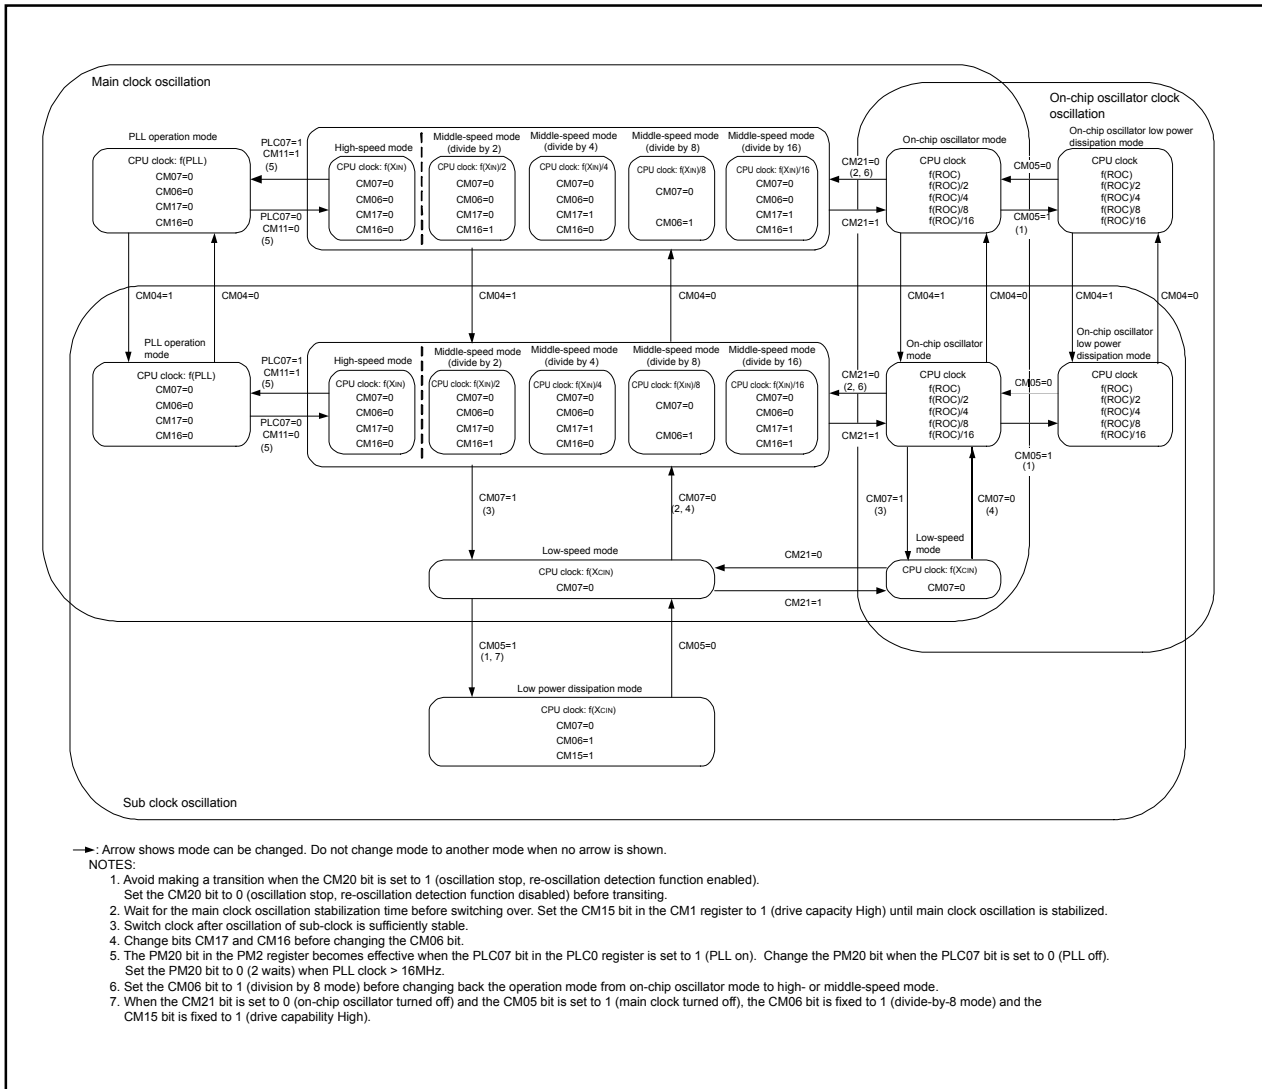 Main clock oscillation
On-chip oscillator clock
oscillation
PLL operation mode
CPU clock: f(PLL)
CM07=0
CM06=0
CM17=0
CM16=0
PLC07=1
CM11=1
(5)
PLC07=0
CM11=0
(5)
High-speed mode
CPU clock: f(XIN)
CM07=0
CM06=0
CM17=0
CM16=0
Middle-speed mode
(divide by 2)
CPU clock: f(XIN)/2
CM07=0
CM06=0
CM17=0
CM16=1
Middle-speed mode
(divide by 4)
CPU clock: f(XIN)/4
CM07=0
CM06=0
CM17=1
CM16=0
Middle-speed mode
(divide by 8)
CPU clock: f(XIN)/8
CM07=0
CM06=1
Middle-speed mode
(divide by 16)
CPU clock: f(XIN)/16
CM07=0
CM06=0
CM17=1
CM16=1
CM21=0
(2, 6)
CM21=1
On-chip oscillator mode
CPU clock
f(ROC)
f(ROC)/2
f(ROC)/4
f(ROC)/8
f(ROC)/16
CM05=0
CM05=1
(1)
On-chip oscillator low power
dissipation mode
CPU clock
f(ROC)
f(ROC)/2
f(ROC)/4
f(ROC)/8
f(ROC)/16
CM04=1
CM04=0
CM04=1
CM04=0
CM04=1
CM04=0
CM04=1
CM04=0
PLL operation
mode
CPU clock: f(PLL)
CM07=0
CM06=0
CM17=0
CM16=0
PLC07=1
CM11=1
(5)
PLC07=0
CM11=0
(5)
High-speed mode
CPU clock: f(XIN)
CM07=0
CM06=0
CM17=0
CM16=0
Middle-speed mode
(divide by 2)
CPU clock: f(XIN)/2
CM07=0
CM06=0
CM17=0
CM16=1
Middle-speed mode
(divide by 4)
CPU clock: f(XIN)/4
CM07=0
CM06=0
CM17=1
CM16=0
Middle-speed mode
(divide by 8)
CPU clock: f(XIN)/8
CM07=0
CM06=1
Middle-speed mode
(divide by 16)
CPU clock: f(XIN)/16
CM07=0
CM06=0
CM17=1
CM16=1
CM21=0
(2, 6)
CM21=1
On-chip oscillator
mode
CPU clock
f(ROC)
f(ROC)/2
f(ROC)/4
f(ROC)/8
f(ROC)/16
CM05=0
CM05=1
(1)
On-chip oscillator
low power
dissipation mode
CPU clock
f(ROC)
f(ROC)/2
f(ROC)/4
f(ROC)/8
f(ROC)/16
CM07=1
(3)
CM07=0
(2, 4)
CM07=1
(3)
CM07=0
(4)
Low-speed mode
CPU clock: f(XCIN)
CM07=0
CM21=0
CM21=1
Low-speed
mode
CPU clock: f(XCIN)
CM07=0
CM05=1
(1, 7)
CM05=0
Low power dissipation mode
CPU clock: f(XCIN)
CM07=0
CM06=1
CM15=1
Sub clock oscillation
: Arrow shows mode can be changed. Do not change mode to another mode when no arrow is shown.
NOTES:
1. Avoid making a transition when the CM20 bit is set to 1 (oscillation stop, re-oscillation detection function enabled).
Set the CM20 bit to 0 (oscillation stop, re-oscillation detection function disabled) before transiting.
2. Wait for the main clock oscillation stabilization time before switching over. Set the CM15 bit in the CM1 register to 1 (drive capacity High) until main clock oscillation is stabilized.
3. Switch clock after oscillation of sub-clock is sufficiently stable.
4. Change bits CM17 and CM16 before changing the CM06 bit.
5. The PM20 bit in the PM2 register becomes effective when the PLC07 bit in the PLC0 register is set to 1 (PLL on). Change the PM20 bit when the PLC07 bit is set to 0 (PLL off).
Set the PM20 bit to 0 (2 waits) when PLL clock > 16MHz.
6. Set the CM06 bit to 1 (division by 8 mode) before changing back the operation mode from on-chip oscillator mode to high- or middle-speed mode.
7. When the CM21 bit is set to 0 (on-chip oscillator turned off) and the CM05 bit is set to 1 (main clock turned off), the CM06 bit is fixed to 1 (divide-by-8 mode) and the
CM15 bit is fixed to 1 (drive capability High).